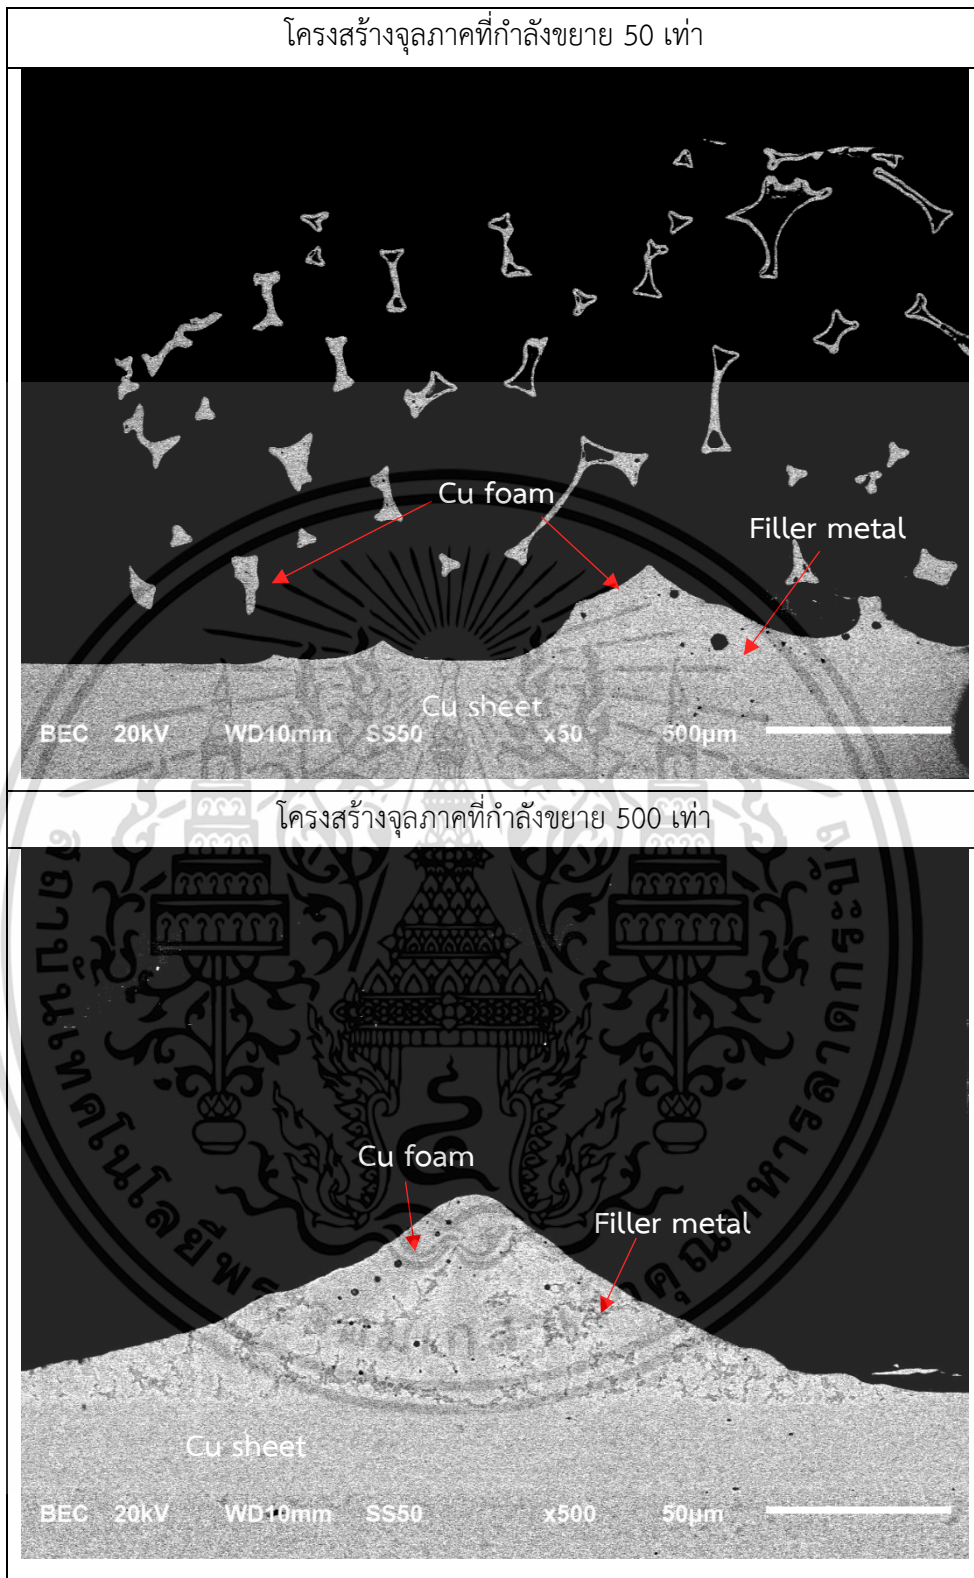 โครงสร้างจุลภาคที่กำลังขยาย 50 เท่า
Cu foam
Filler metal
Cu sheet
BEC 20kV WD10mm SS50 x50 500µm
โครงสร้างจุลภาคที่กำลังขยาย 500 เท่า
Cu foam
Filler metal
Cu sheet
BEC 20kV WD10mm SS50 x500 50µm